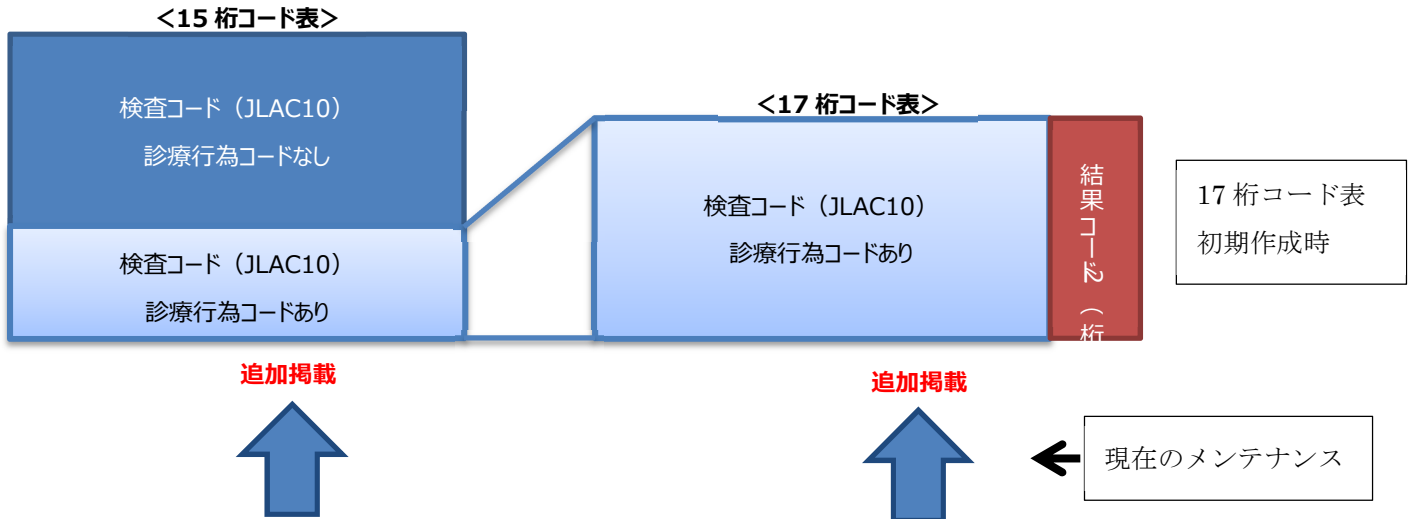 ＜15 桁コード表＞
検査コード（JLAC10）
診療行為コードなし
検査コード（JLAC10）
診療行為コードあり
追加掲載
＜17 桁コード表＞
検査コード（JLAC10）
診療行為コードあり
結果コード（2桁
追加掲載
17 桁コード表
初期作成時
現在のメンテナンス